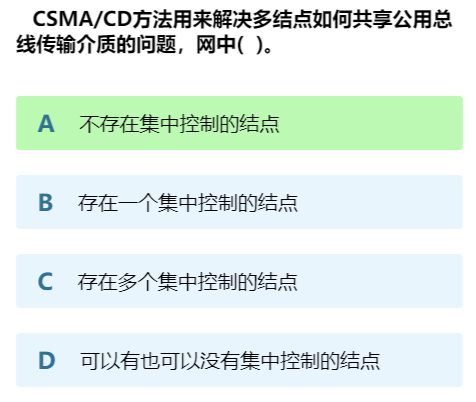 CSMA/CD方法用来解决多结点如何共享公用总
线传输介质的问题，网中( )。
A 不存在集中控制的结点
B 存在一个集中控制的结点
C 存在多个集中控制的结点
D 可以有也可以没有集中控制的结点